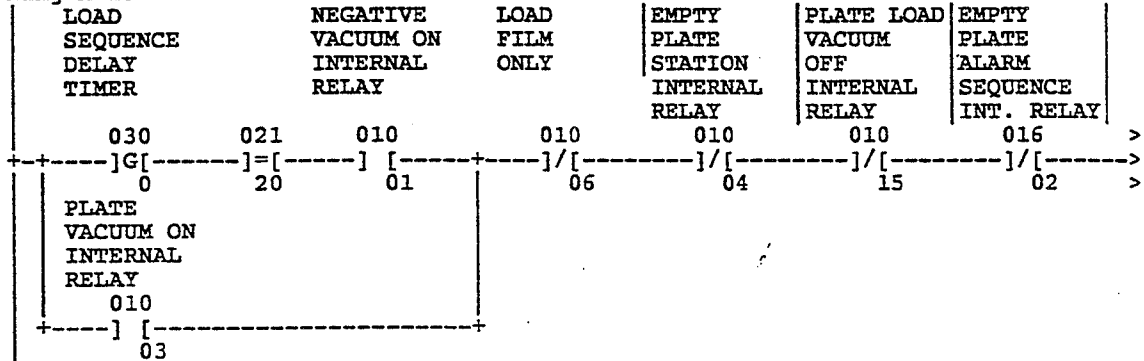 LOAD NEGATIVE LOAD EMPTY PLATE LOAD EMPTY
SEQUENCE VACUUM ON FILM PLATE VACUUM PLATE
DELAY INTERNAL ONLY STATION OFF ALARM
TIMER RELAY INTERNAL INTERNAL SEQUENCE
RELAY RELAY INT. RELAY
030 021 010 010 010 010 016 >
+-+-----]G[-------]=[-----] [------+----]/[---------]/[---------]/[---------]/[------->
0 20 01 06 04 15 02 >
PLATE
VACUUM ON
INTERNAL
RELAY
010
+----] [-----------------------+
03